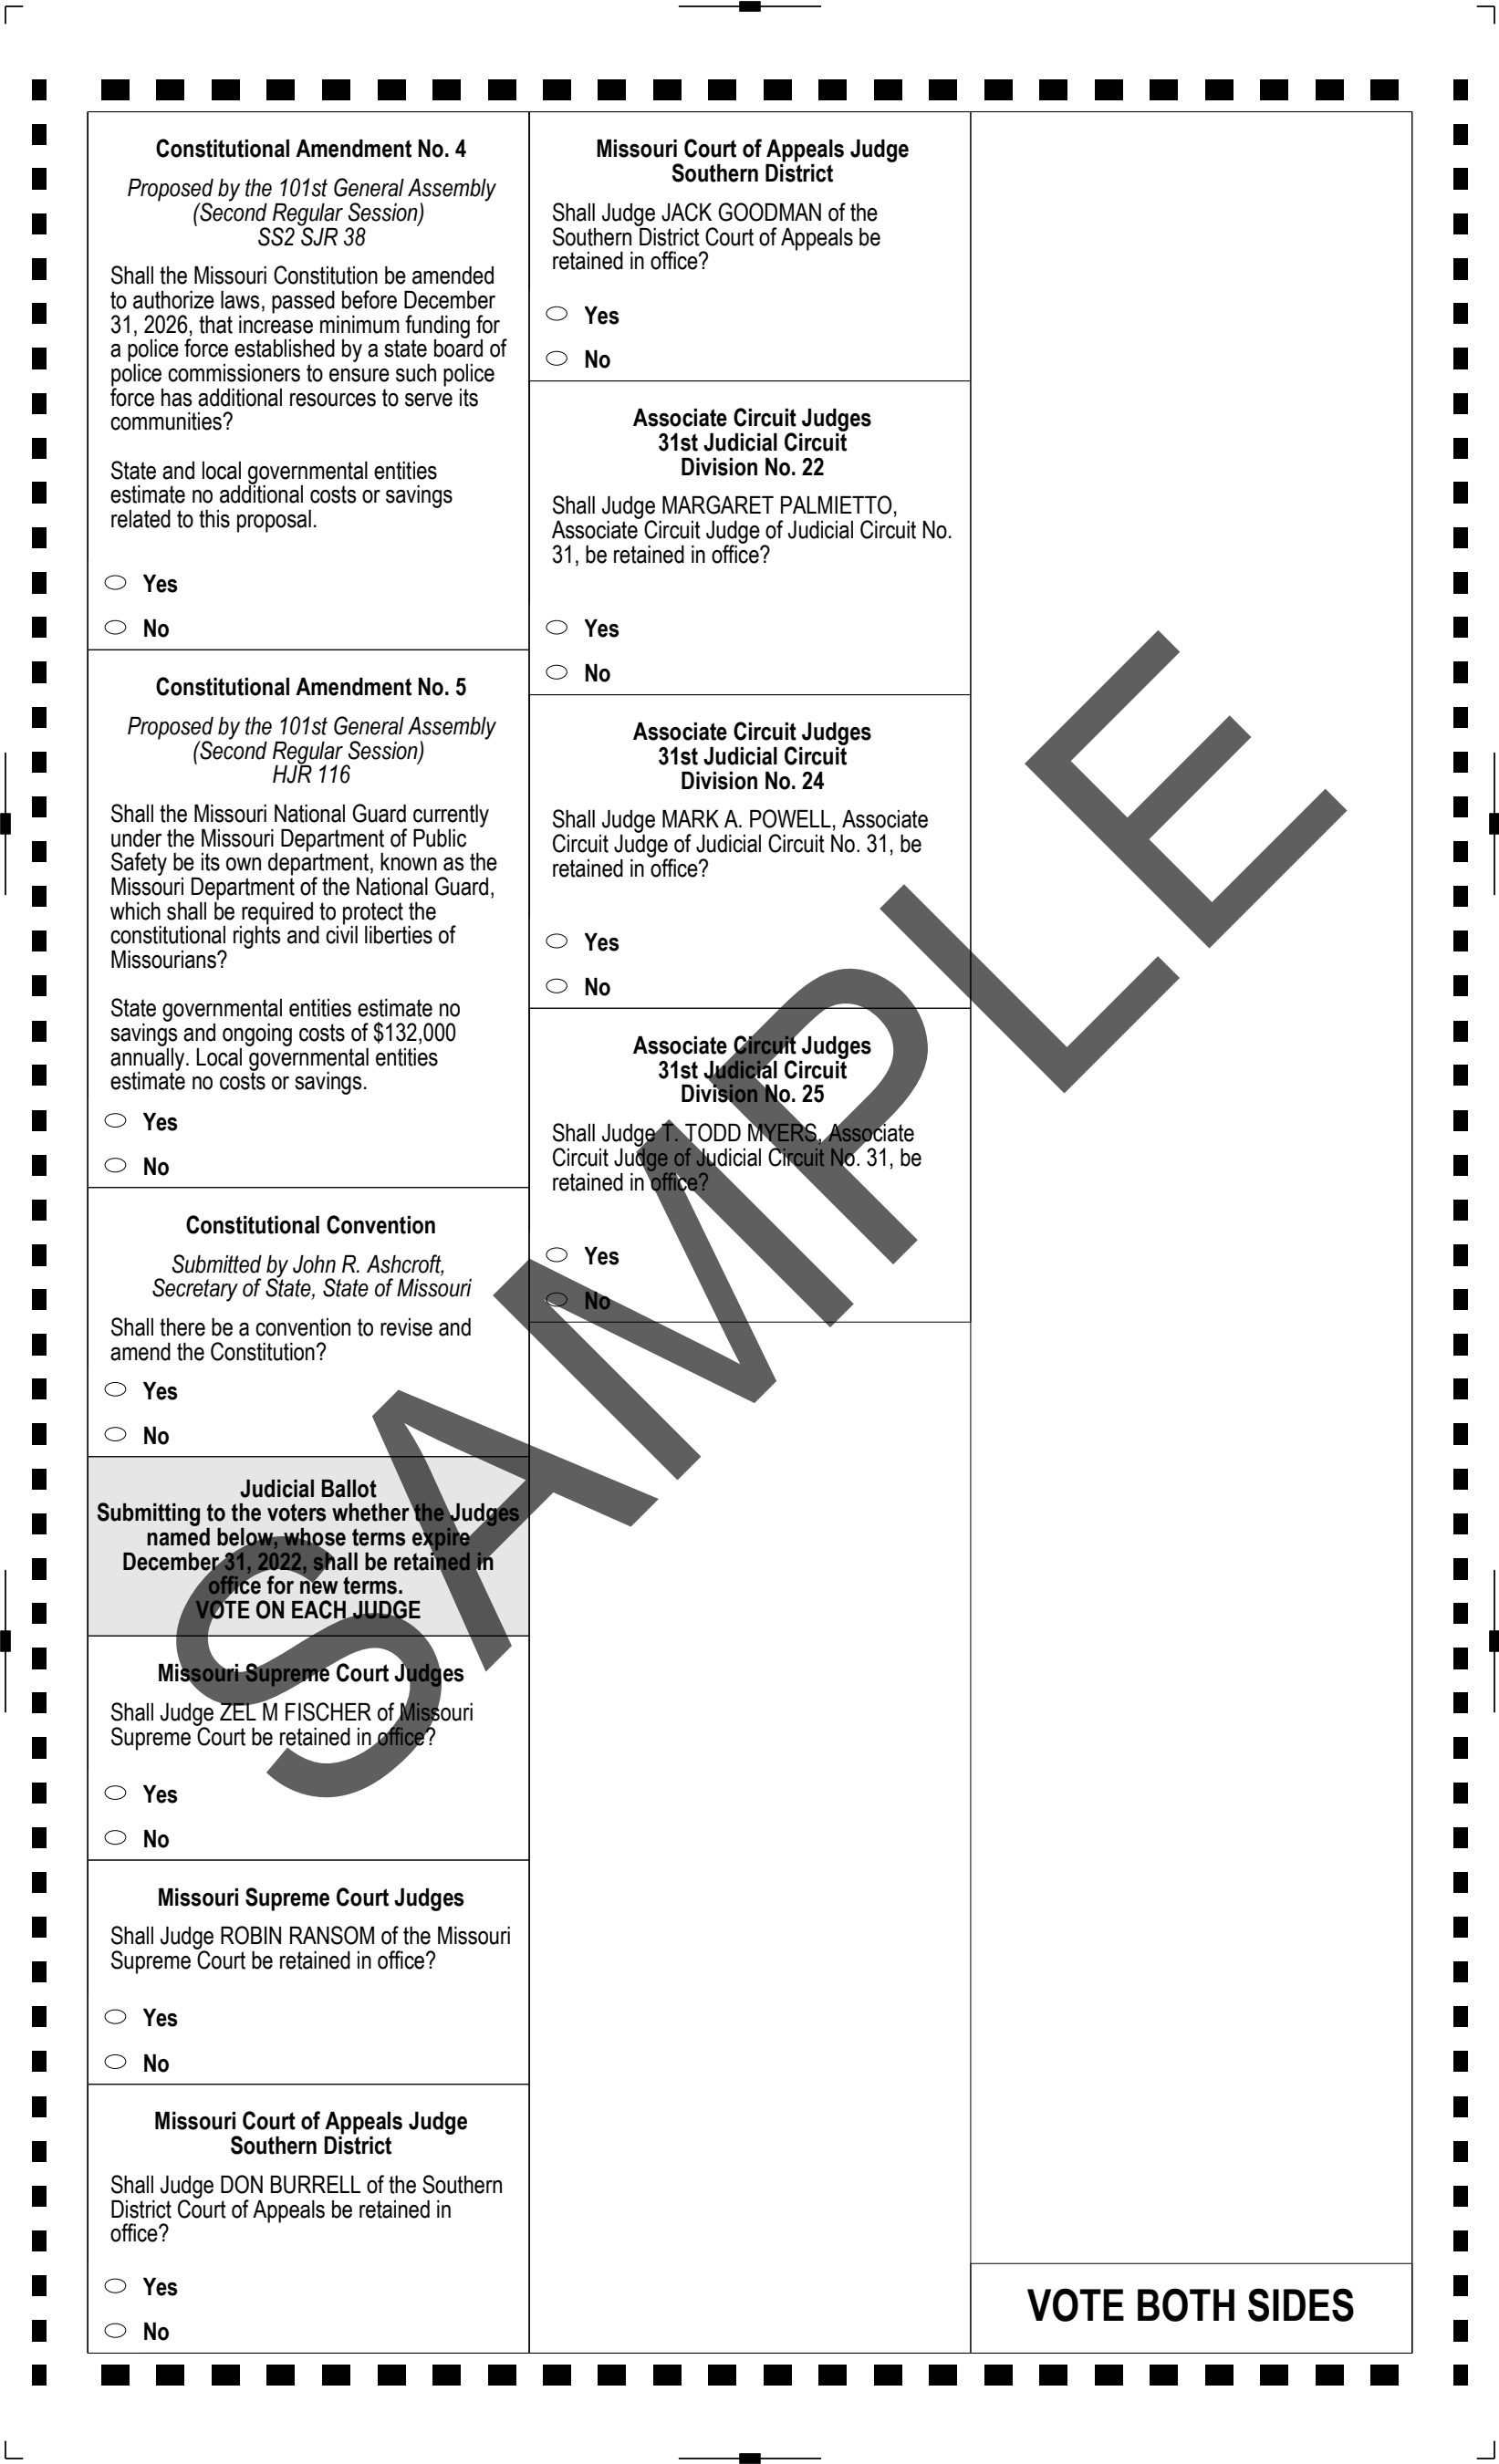 Constitutional Amendment No. 4
Proposed by the 101st General Assembly
(Second Regular Session)
SS2 SJR 38
Shall the Missouri Constitution be amended
to authorize laws, passed before December
31, 2026, that increase minimum funding for
a police force established by a state board of
police commissioners to ensure such police
force has additional resources to serve its
communities?
State and local governmental entities
estimate no additional costs or savings
related to this proposal.
Yes
No
Constitutional Amendment No. 5
Proposed by the 101st General Assembly
(Second Regular Session)
HJR 116
Shall the Missouri National Guard currently
under the Missouri Department of Public
Safety be its own department, known as the
Missouri Department of the National Guard,
which shall be required to protect the
constitutional rights and civil liberties of
Missourians?
State governmental entities estimate no
savings and ongoing costs of $132,000
annually. Local governmental entities
estimate no costs or savings.
Yes
No
Constitutional Convention
Submitted by John R. Ashcroft,
Secretary of State, State of Missouri
Shall there be a convention to revise and
amend the Constitution?
Yes
No
Judicial Ballot
Submitting to the voters whether the Judges
named below, whose terms expire
December 31, 2022, shall be retained in
office for new terms.
VOTE ON EACH JUDGE
Missouri Supreme Court Judges
Shall Judge ZEL M FISCHER of Missouri
Supreme Court be retained in office?
Yes
No
Missouri Supreme Court Judges
Shall Judge ROBIN RANSOM of the Missouri
Supreme Court be retained in office?
Yes
No
Missouri Court of Appeals Judge
Southern District
Shall Judge DON BURRELL of the Southern
District Court of Appeals be retained in
office?
Yes
No
Missouri Court of Appeals Judge
Southern District
Shall Judge JACK GOODMAN of the
Southern District Court of Appeals be
retained in office?
Yes
No
Associate Circuit Judges
31st Judicial Circuit
Division No. 22
Shall Judge MARGARET PALMIETTO,
Associate Circuit Judge of Judicial Circuit No.
31, be retained in office?
Yes
No
Associate Circuit Judges
31st Judicial Circuit
Division No. 24
Shall Judge MARK A. POWELL, Associate
Circuit Judge of Judicial Circuit No. 31, be
retained in office?
Yes
No
Associate Circuit Judges
31st Judicial Circuit
Division No. 25
Shall Judge T. TODD MYERS, Associate
Circuit Judge of Judicial Circuit No. 31, be
retained in office?
Yes
No
SAMPLE
VOTE BOTH SIDES